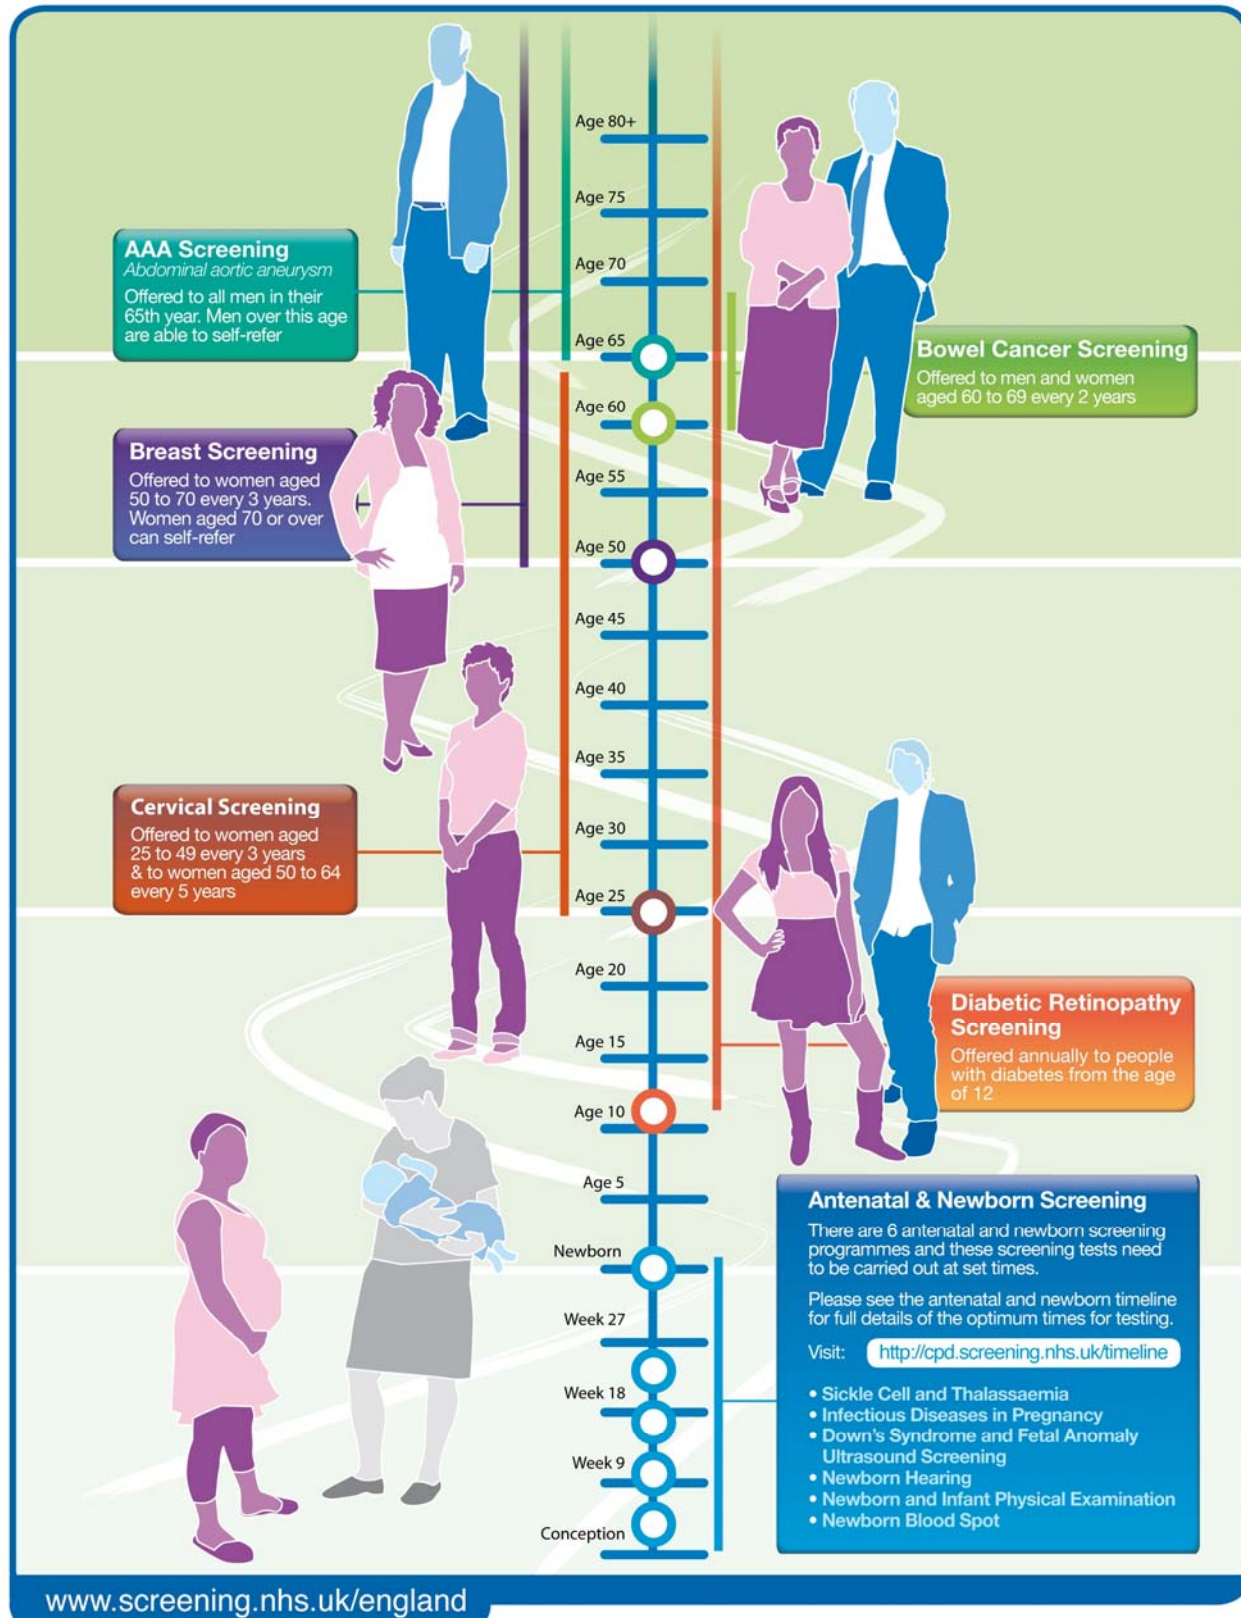 Age 80+
Age 75
Age 70
Age 65
Age 60
Age 55
Age 50
Age 45
Age 40
Age 35
Age 30
Age 25
Age 20
Age 15
Age 10
Age 5
Newborn
Week 27
Week 18
Week 9
Conception
AAA Screening
Abdominal aortic aneurysm
Offered to all men in their
65th year. Men over this age
are able to self-refer
Breast Screening
Offered to women aged
50 to 70 every 3 years.
Women aged 70 or over
can self-refer
Cervical Screening
Offered to women aged
25 to 49 every 3 years
& to women aged 50 to 64
every 5 years
Bowel Cancer Screening
Offered to men and women
aged 60 to 69 every 2 years
Diabetic Retinopathy
Screening
Offered annually to people
with diabetes from the age
of 12
Antenatal & Newborn Screening
There are 6 antenatal and newborn screening
programmes and these screening tests need
to be carried out at set times.
Please see the antenatal and newborn timeline
for full details of the optimum times for testing.
Visit: http://cpd.screening.nhs.uk/timeline
• Sickle Cell and Thalassaemia
• Infectious Diseases in Pregnancy
• Down's Syndrome and Fetal Anomaly
Ultrasound Screening
• Newborn Hearing
• Newborn and Infant Physical Examination
• Newborn Blood Spot
www.screening.nhs.uk/england